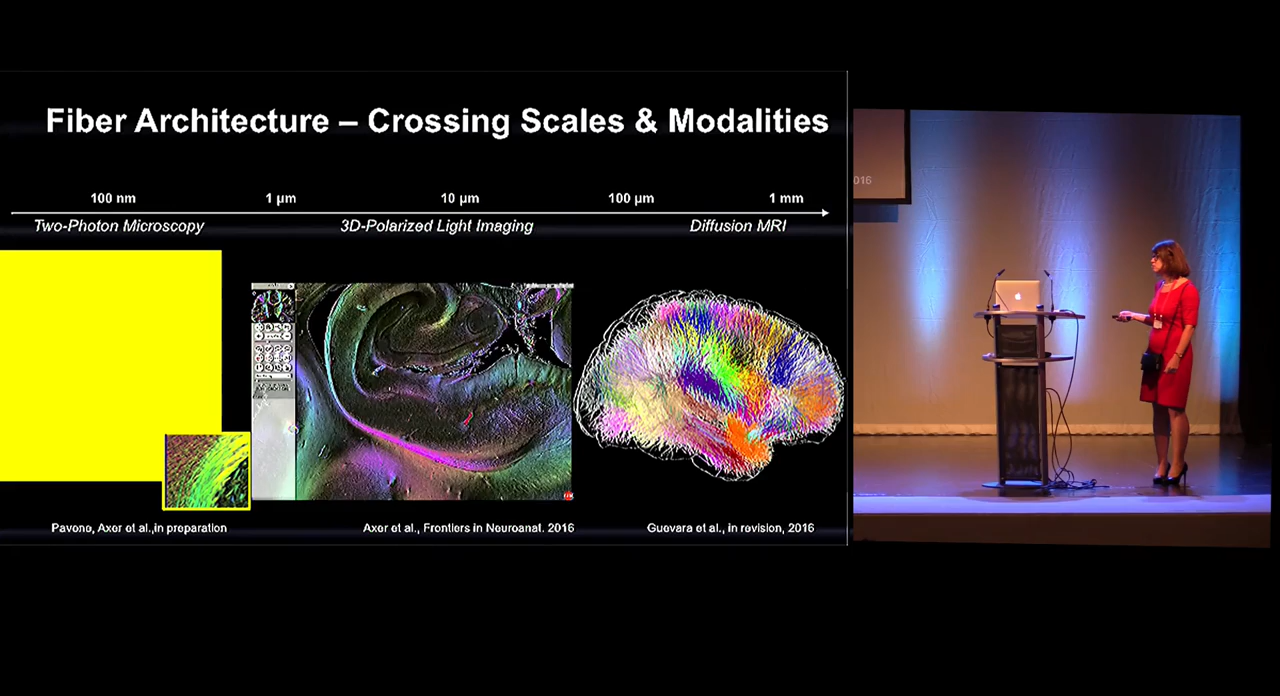 Fiber Architecture – Crossing Scales & Modalities
100 nm 1 µm 10 µm 100 µm 1 mm
Two-Photon Microscopy 3D-Polarized Light Imaging Diffusion MRI
Pavone, Axer et al.,in preparation Axer et al., Frontiers in Neuroanat. 2016 Guevara et al., in revision, 2016
016